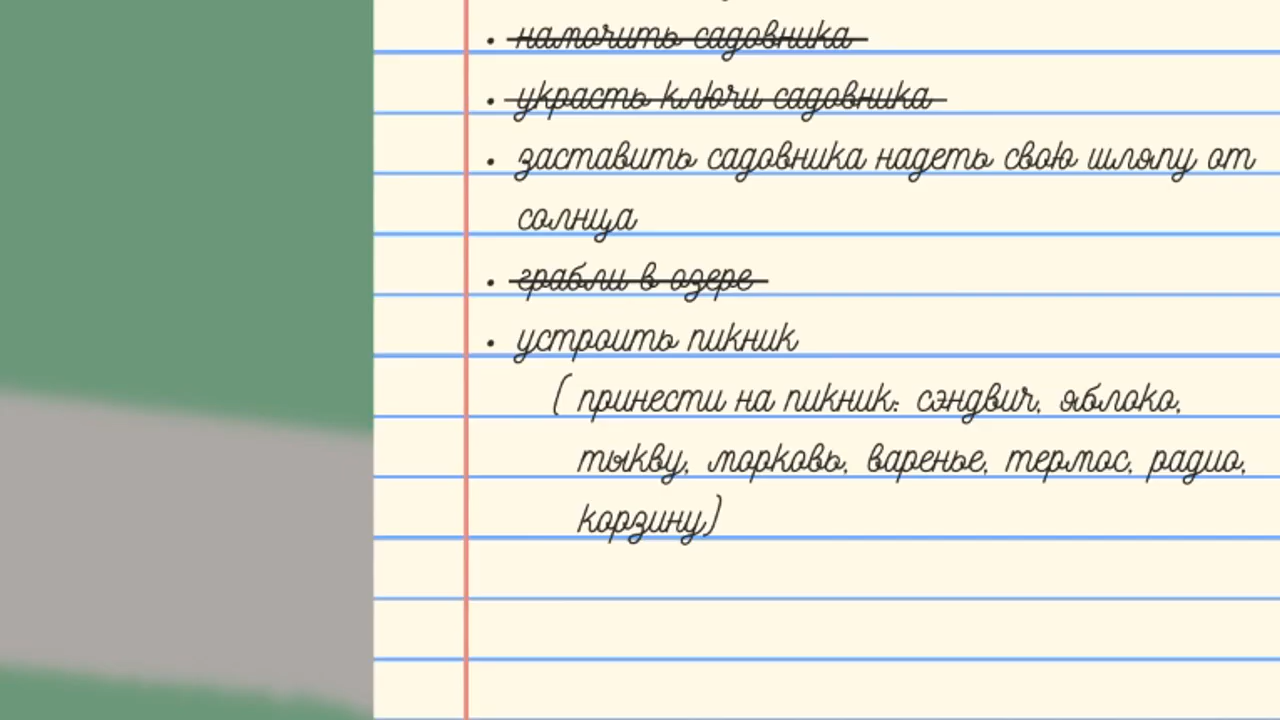 • намочить садовника
• украсть ключи садовника
• заставить садовника надеть свою шляпу от
солнца
• грабли в озере
• устроить пикник
( принести на пикник: сэндвич, яблоко,
тыкву, морковь, варенье, термос, радио,
корзину)